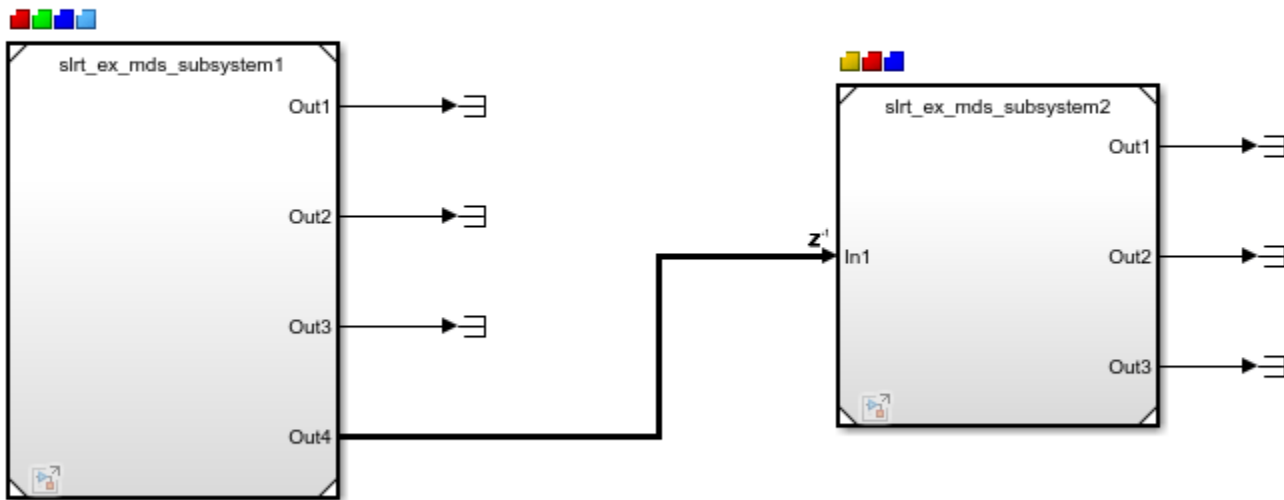 slrt_ex_mds_subsystem1
Out1
Out2
Out3
Out4
z-1
slrt_ex_mds_subsystem2
In1
Out1
Out2
Out3